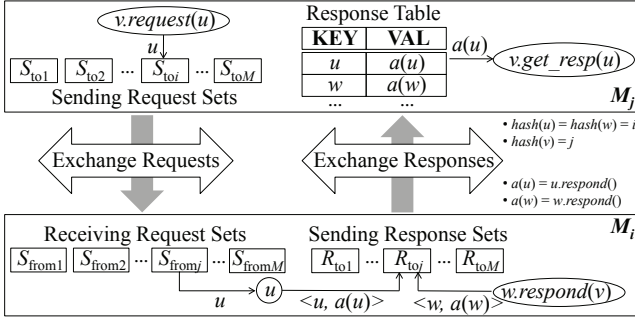 v.request(u)
u
S_to1 S_to2 ... S_toi ... S_toM
Sending Request Sets
Response Table
KEY VAL
u a(u)
w a(w)
... ...
a(u)
v.get_resp(u)
M_j
• hash(u) = hash(w) = i
• hash(v) = j
Exchange Requests
Exchange Responses
• a(u) = u.respond()
• a(w) = w.respond()
M_i
Receiving Request Sets
S_from1 S_from2 ... S_fromj ... S_fromM
u
u
Sending Response Sets
R_to1 ... R_toj ... R_toM
<u, a(u)>
<w, a(w)>
w.respond(v)